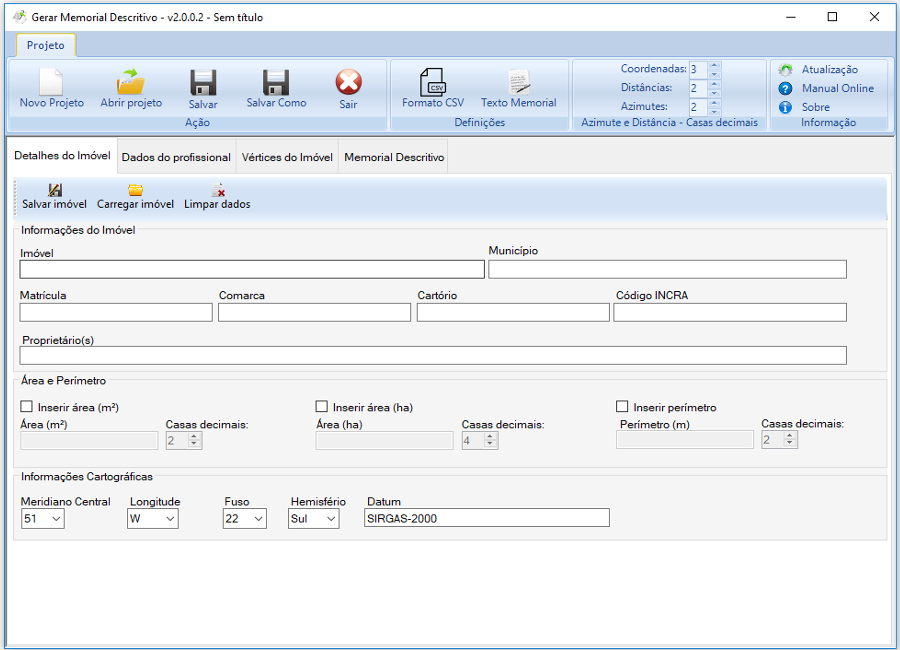 Gerar Memorial Descritivo - v2.0.0.2 - Sem título
Projeto
Novo Projeto Abrir projeto Salvar Salvar Como Sair
Ação
CSV
Formato CSV Texto Memorial
Definições
Coordenadas: 3
Distâncias: 2
Azimutes: 2
Azimute e Distância - Casas decimais
Atualização
Manual Online
Sobre
Informação
Detalhes do Imóvel Dados do profissional Vértices do Imóvel Memorial Descritivo
Salvar imóvel Carregar imóvel Limpar dados
Informações do Imóvel
Imóvel Município
Matrícula Comarca Cartório Código INCRA
Proprietário(s)
Área e Perímetro
Inserir área (m²) Inserir área (ha) Inserir perímetro
Área (m²) Casas decimais: Área (ha) Casas decimais: Perímetro (m) Casas decimais:
2 4 2
Informações Cartográficas
Meridiano Central Longitude Fuso Hemisfério Datum
51 W 22 Sul SIRGAS-2000